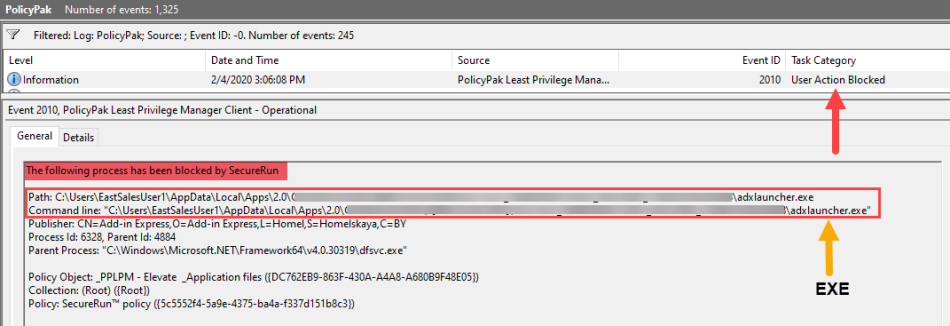 PolicyPak Number of events: 1,325
Filtered: Log: PolicyPak; Source: ; Event ID: -0. Number of events: 245
Level Date and Time Source Event ID Task Category
Information 2/4/2020 3:06:08 PM PolicyPak Least Privilege Mana... 2010 User Action Blocked
Event 2010, PolicyPak Least Privilege Manager Client - Operational
General Details
The following process has been blocked by SecureRun
Path: C:\Users\EastSalesUser1\AppData\Local\Apps\2.0\ \adxlauncher.exe
Command line: "C:\Users\EastSalesUser1\AppData\Local\Apps\2.0\ \adxlauncher.exe"
Publisher: CN=Add-in Express,O=Add-in Express,L=Homel,S=Homelskaya,C=BY
Process Id: 6328, Parent Id: 4884
Parent Process: "C:\Windows\Microsoft.NET\Framework64\v4.0.30319\dfsvc.exe"
EXE
Policy Object: _PPLPM - Elevate _Application files ({DC762EB9-863F-430A-A4A8-A680B9F48E05})
Collection: (Root) ({Root})
Policy: SecureRun™ policy ({5c5552f4-5a9e-4375-ba4a-f337d151b8c3})